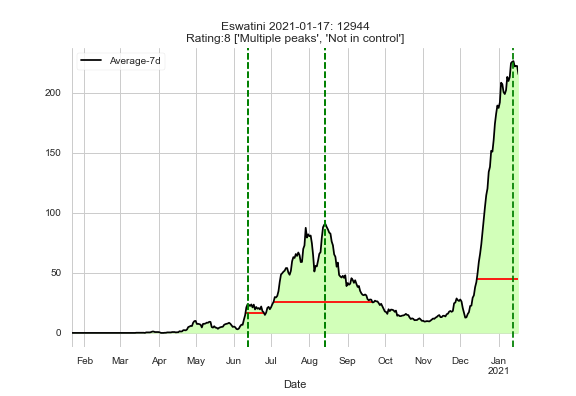 Eswatini 2021-01-17: 12944
Rating:8 ['Multiple peaks', 'Not in control']
Average-7d
200
150
100
50
0
Feb Mar Apr May Jun Jul Aug Sep Oct Nov Dec Jan
2021
Date